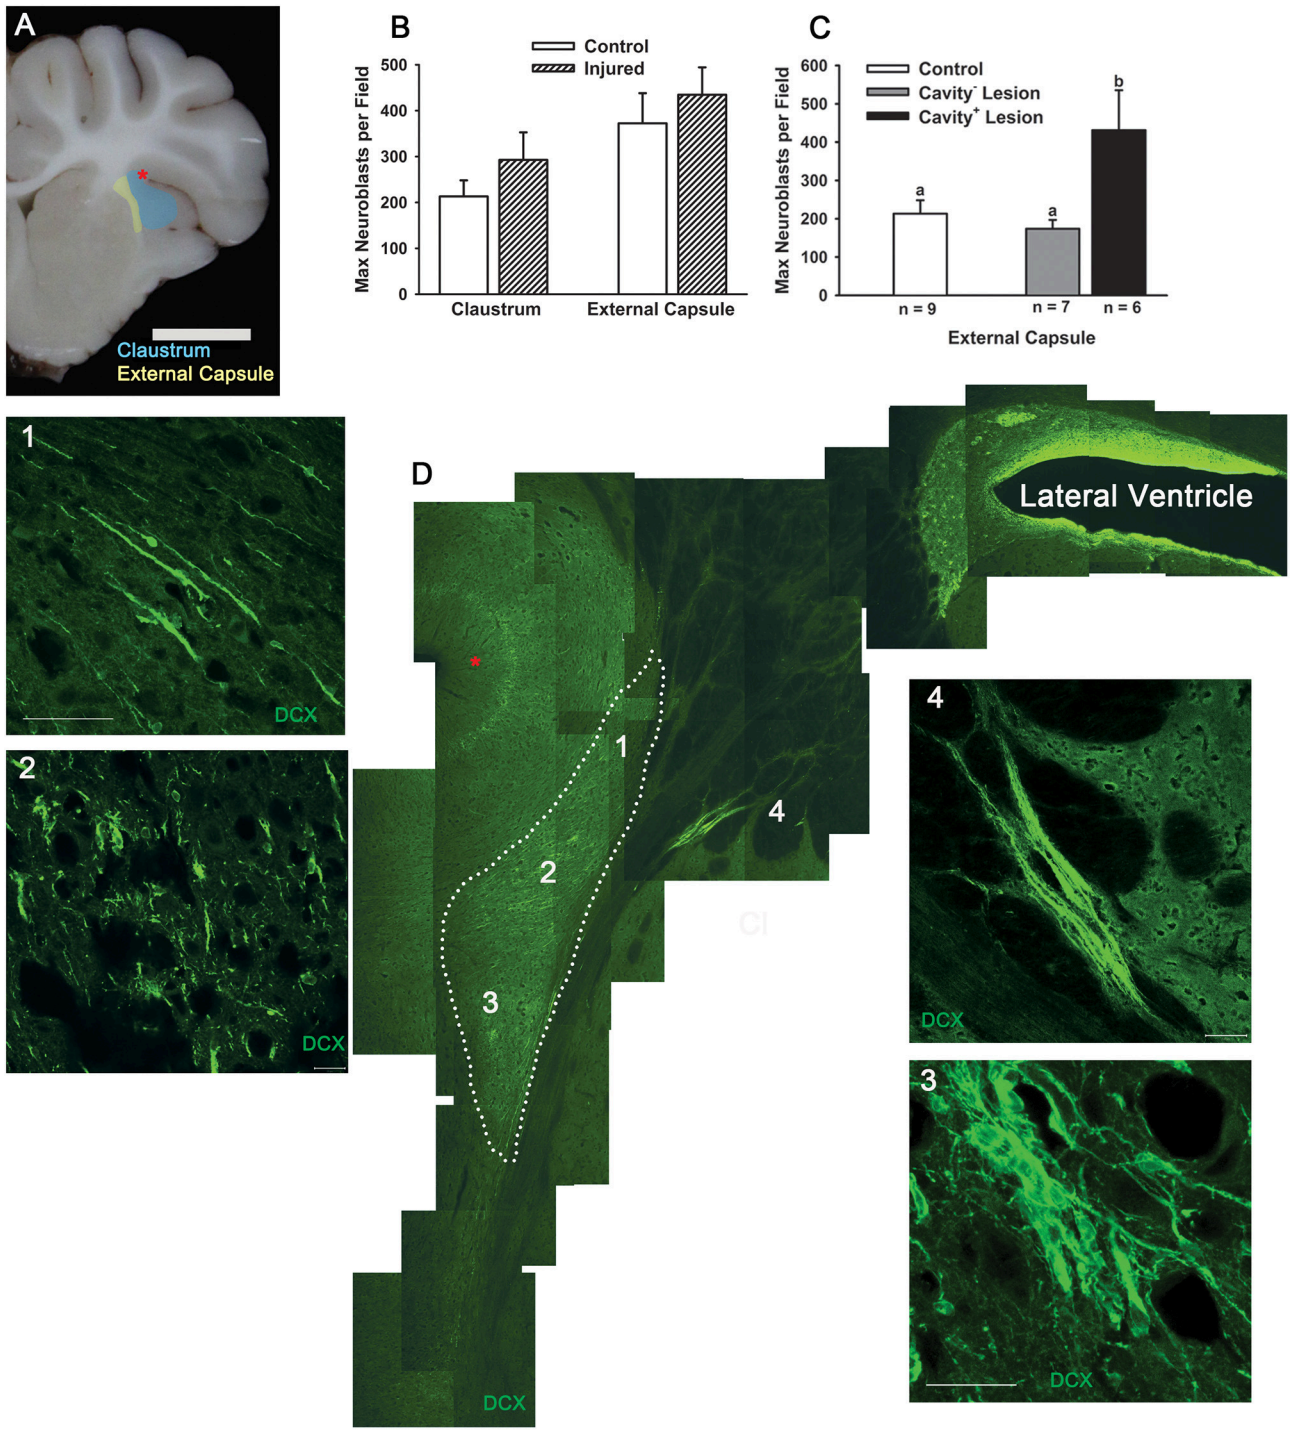 A
*
Claustrum
External Capsule
B
Control
Injured
Max Neuroblasts per Field
500
400
300
200
100
0
Claustrum
External Capsule
C
Control
Cavity⁻ Lesion
Cavity⁺ Lesion
Max Neuroblasts per Field
600
500
400
300
200
100
0
a
a
b
n = 9
n = 7
n = 6
External Capsule
1
DCX
2
DCX
D
Lateral Ventricle
*
1
2
3
4
Cl
DCX
4
DCX
3
DCX